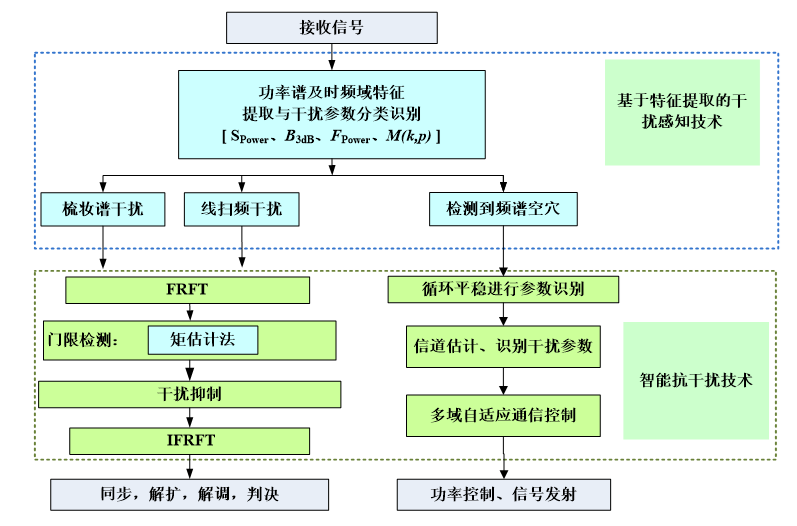 接收信号
功率谱及时频域特征
提取与干扰参数分类识别
[ SPower、B3dB、FPower、M(k,p) ]
基于特征提取的干
扰感知技术
梳妆谱干扰
线扫频干扰
检测到频谱空穴
FRFT
循环平稳进行参数识别
门限检测：
矩估计法
信道估计、识别干扰参数
智能抗干扰技术
干扰抑制
多域自适应通信控制
IFRFT
同步，解扩，解调，判决
功率控制、信号发射